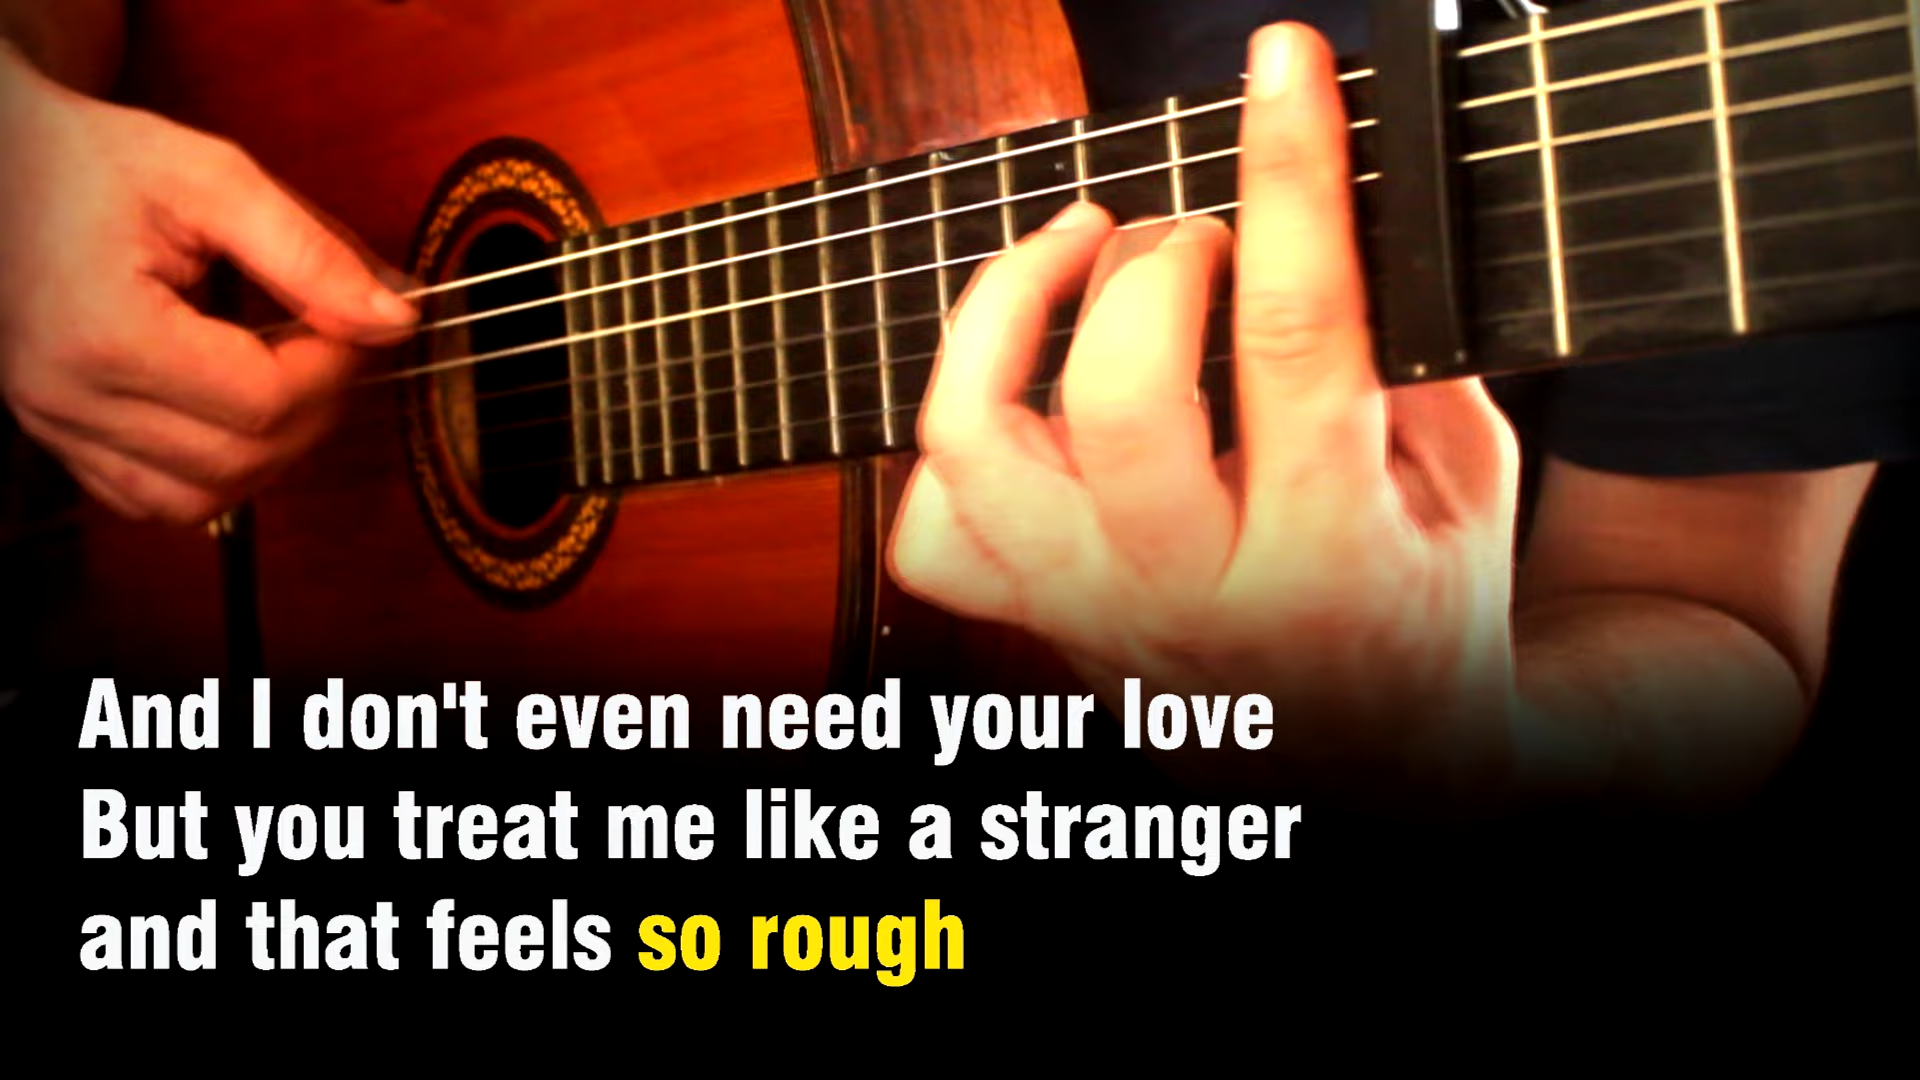 And I don't even need your love
But you treat me like a stranger
and that feels so rough